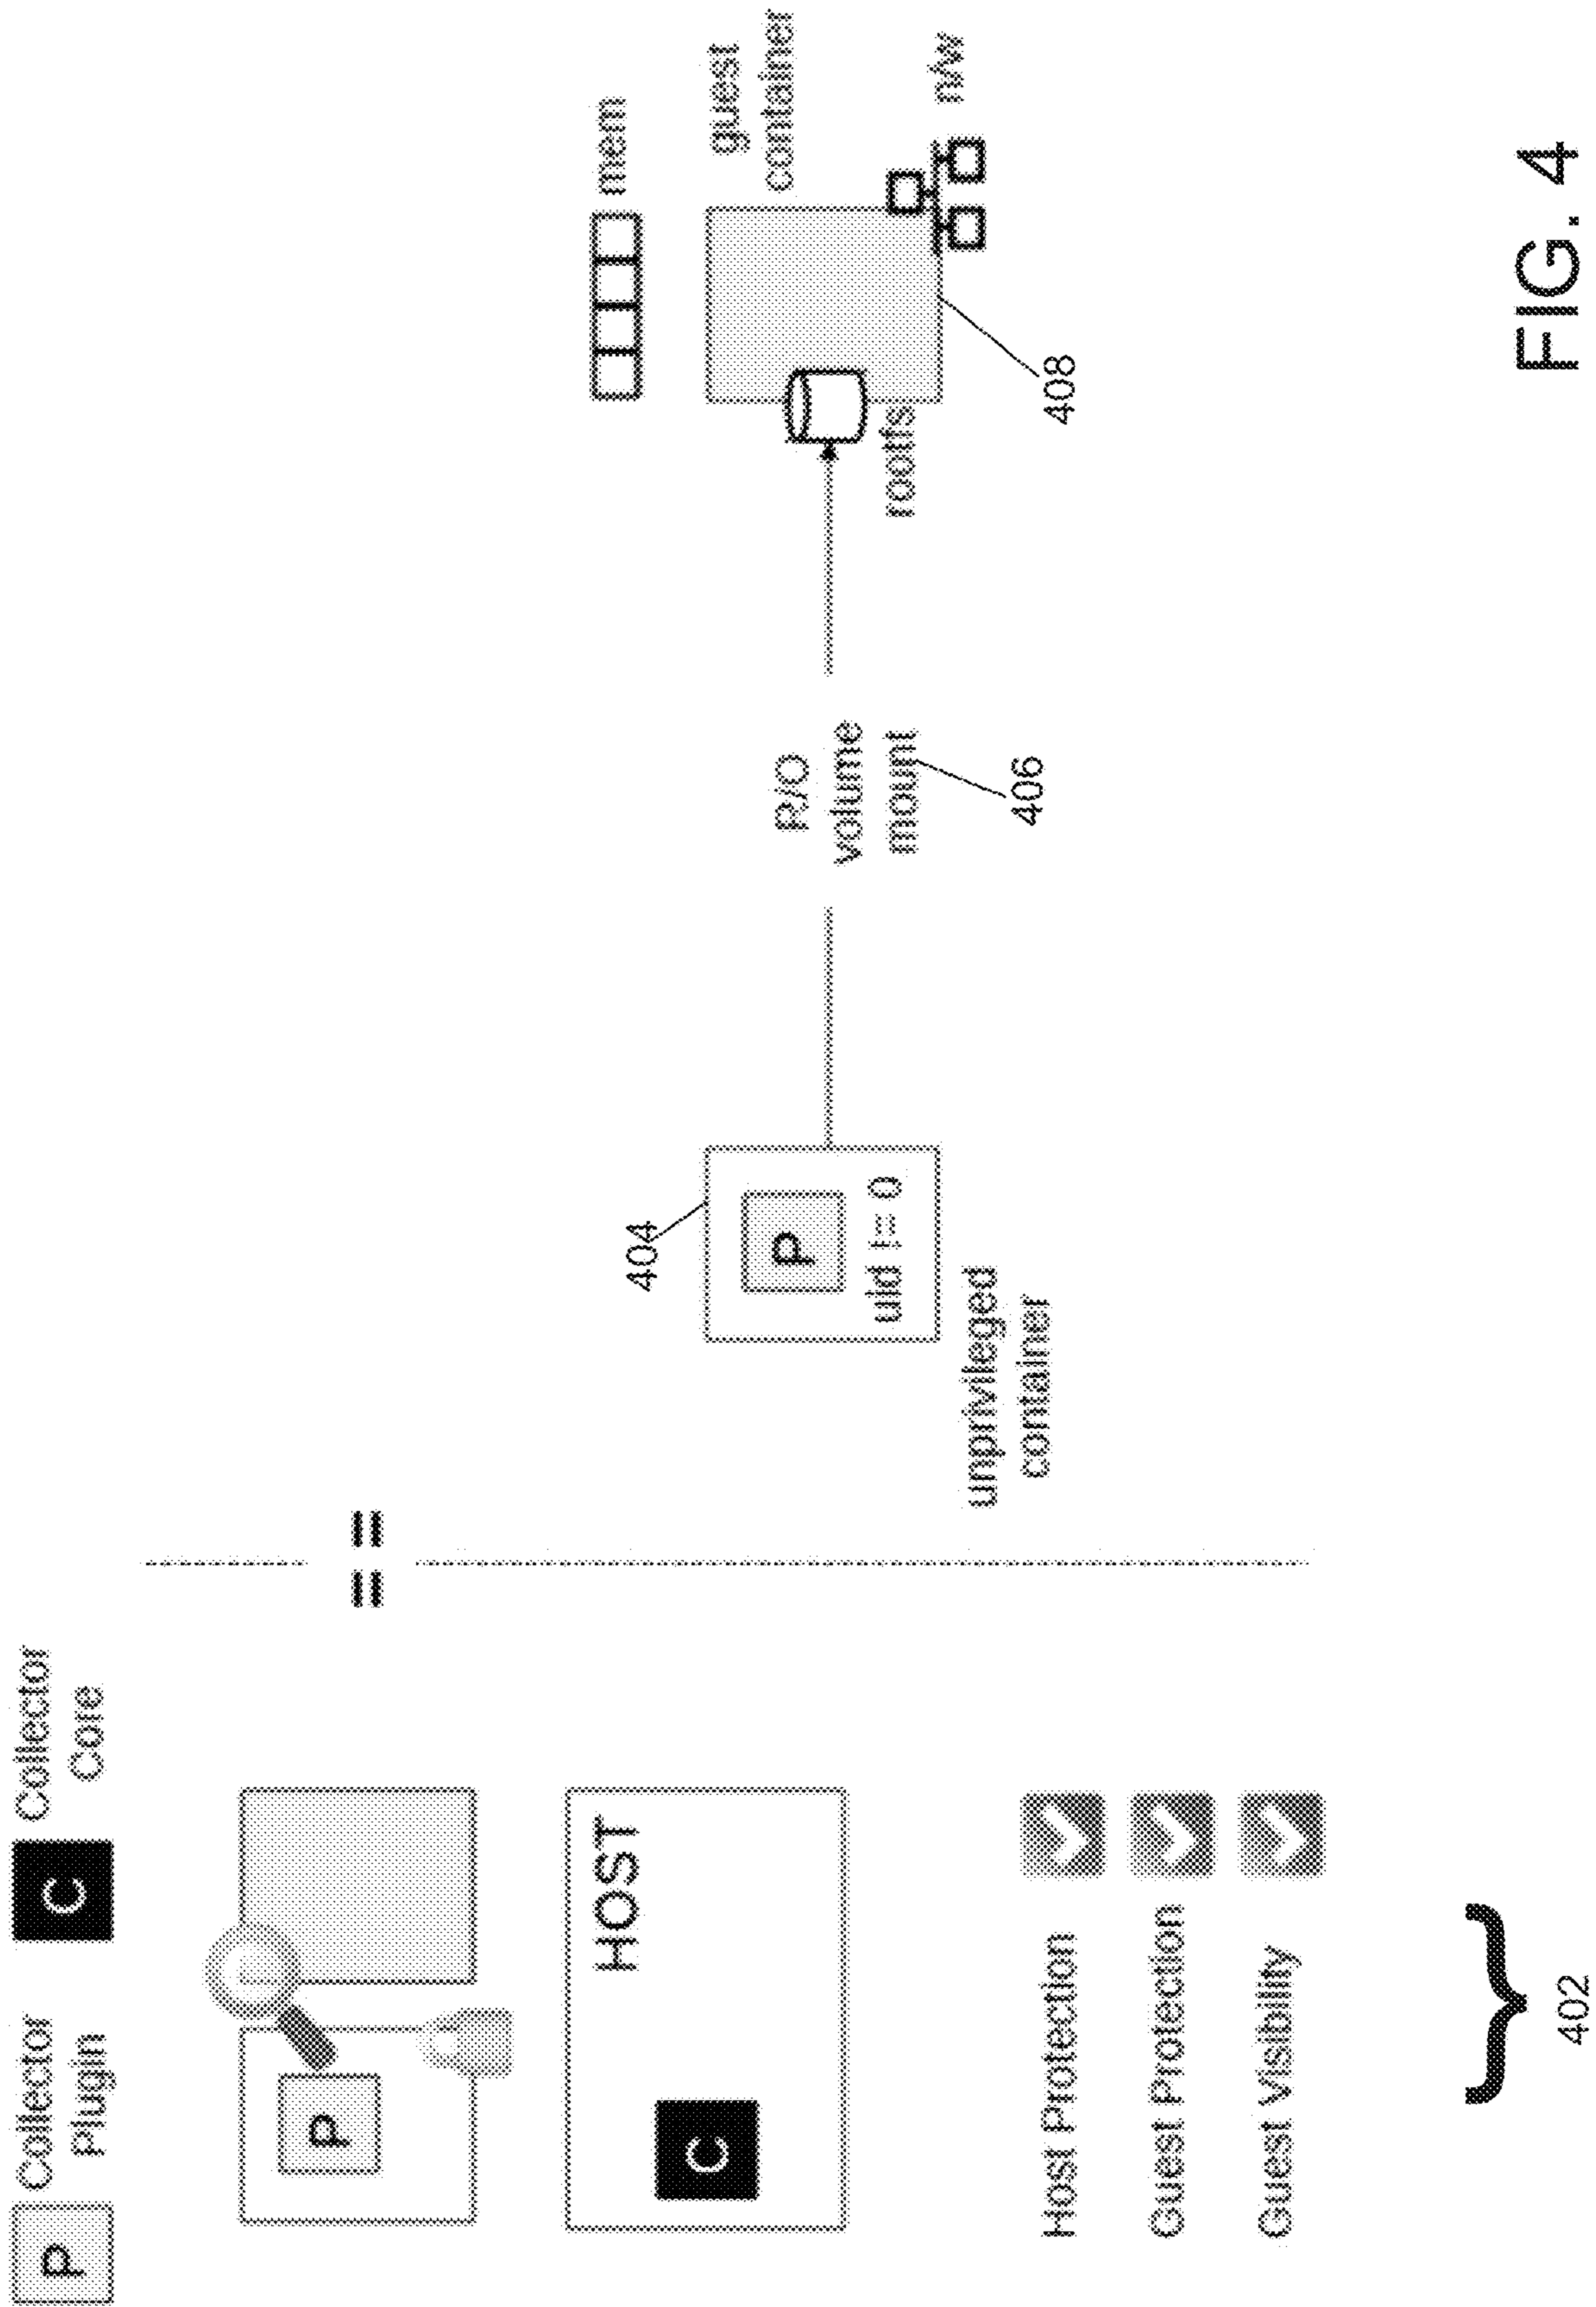 P Collector Plugin
C Collector Core
P
HOST
C
Host Protection
Guest Protection
Guest Visibility
402
==
404
P
uid != 0
unprivileged
container
R/O
volume
mount
406
mem
guest
container
rootfs
n/w
408
FIG. 4